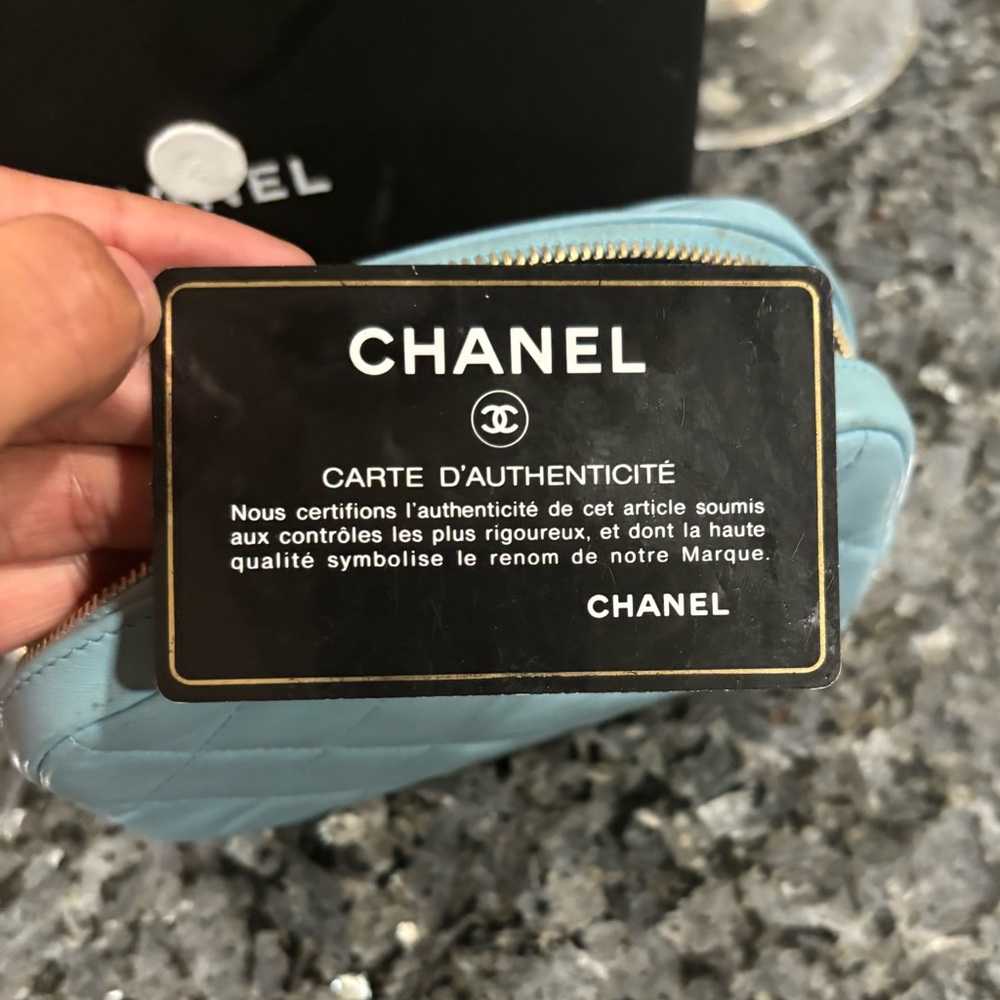 CHANEL
CARTE D'AUTHENTICITÉ
Nous certifions l'authenticité de cet article soumis
aux contrôles les plus rigoureux, et dont la haute
qualité symbolise le renom de notre Marque.
CHANEL